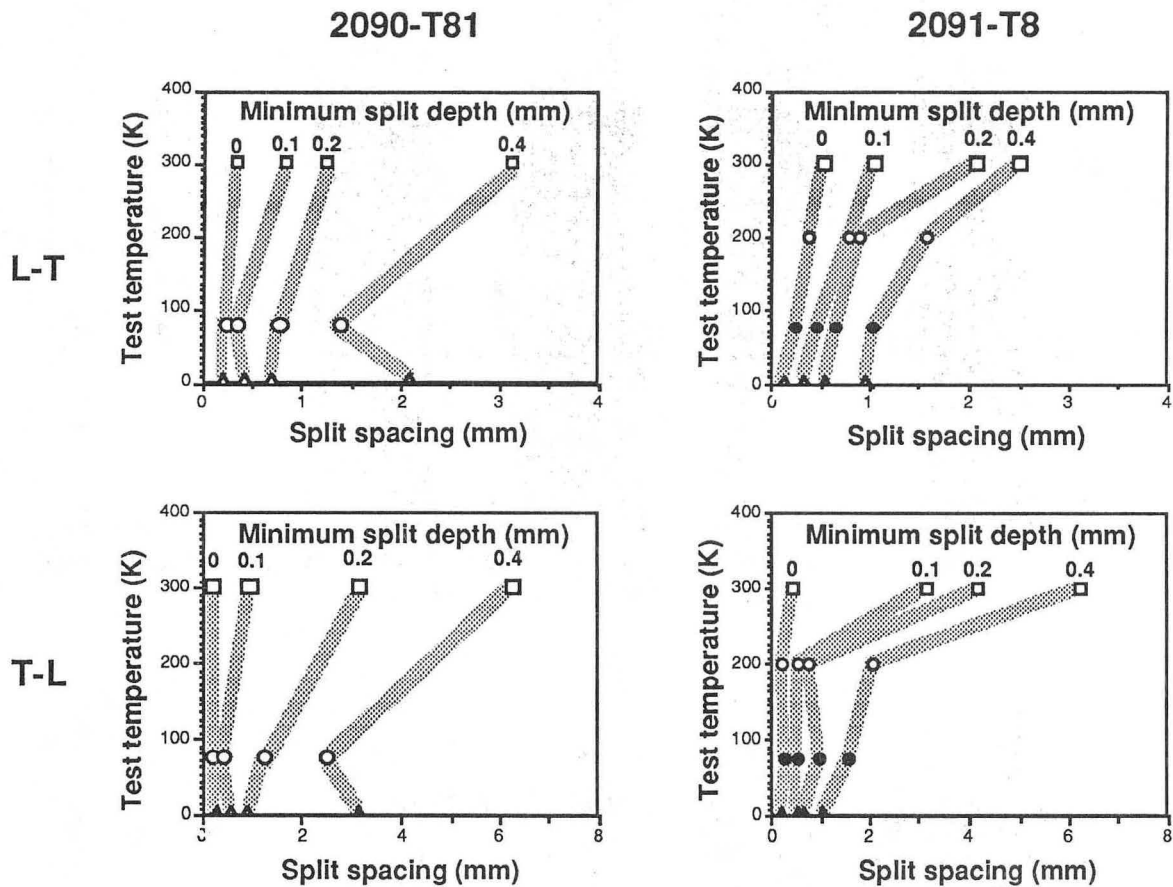 2090-T81 2091-T8
L-T
Minimum split depth (mm)
0 0.1 0.2 0.4
Test temperature (K)
400
300
200
100
0
0 1 2 3 4
Split spacing (mm)
Minimum split depth (mm)
0 0.1 0.2 0.4
Test temperature (K)
400
300
200
100
0
0 1 2 3 4
Split spacing (mm)
T-L
Minimum split depth (mm)
0 0.1 0.2 0.4
Test temperature (K)
400
300
200
100
0
0 2 4 6 8
Split spacing (mm)
Minimum split depth (mm)
0 0.1 0.2 0.4
Test temperature (K)
400
300
200
100
0
0 2 4 6 8
Split spacing (mm)